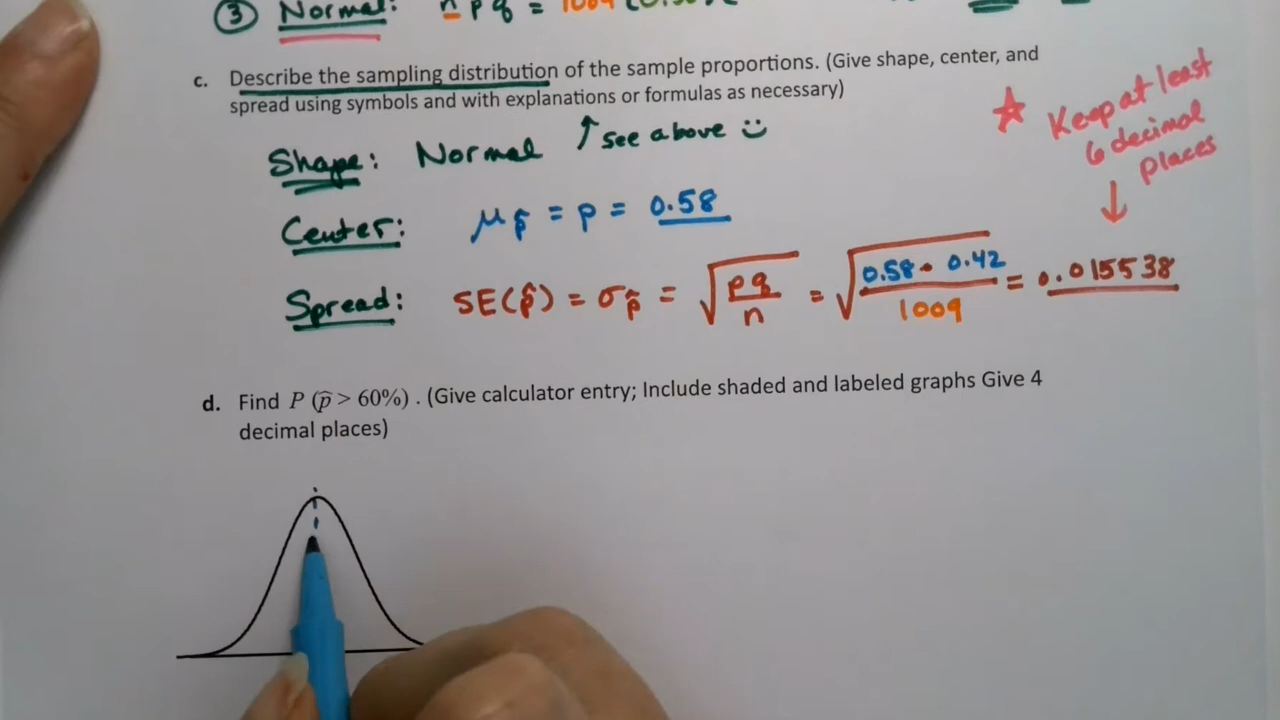 ③ Normal: npq = 1009
c. Describe the sampling distribution of the sample proportions. (Give shape, center, and
spread using symbols and with explanations or formulas as necessary)
Shape: Normal ↑ see above
Center: μp̂ = p = 0.58
Spread: SE(p̂) = σp̂ = √(pq/n) = √(0.58 · 0.42/1009) = 0.015538
☆ Keep at least
6 decimal
places
↓
d. Find P (p̂ > 60%) . (Give calculator entry; Include shaded and labeled graphs Give 4
decimal places)